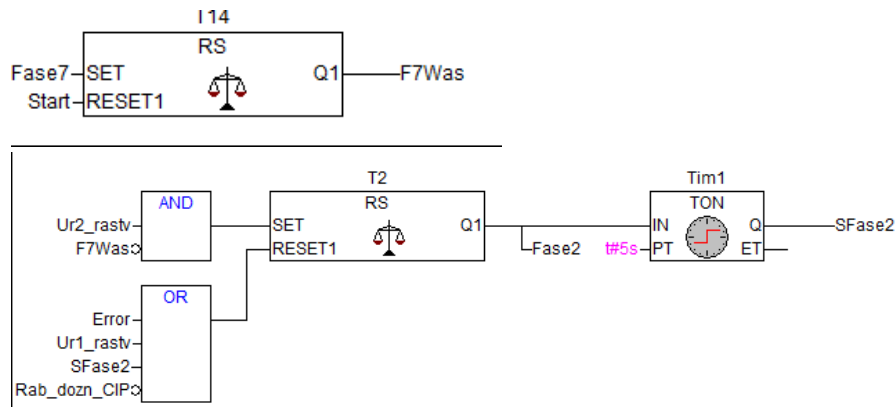 T14
RS
Fase7 SET Q1 F7Was
Start RESET1
T2
Tim1
AND
RS
TON
Ur2_rastv SET Q1 IN Q SFase2
F7Was RESET1 Fase2 t#5s PT ET
OR
Error
Ur1_rastv
SFase2
Rab_dozn_CIP